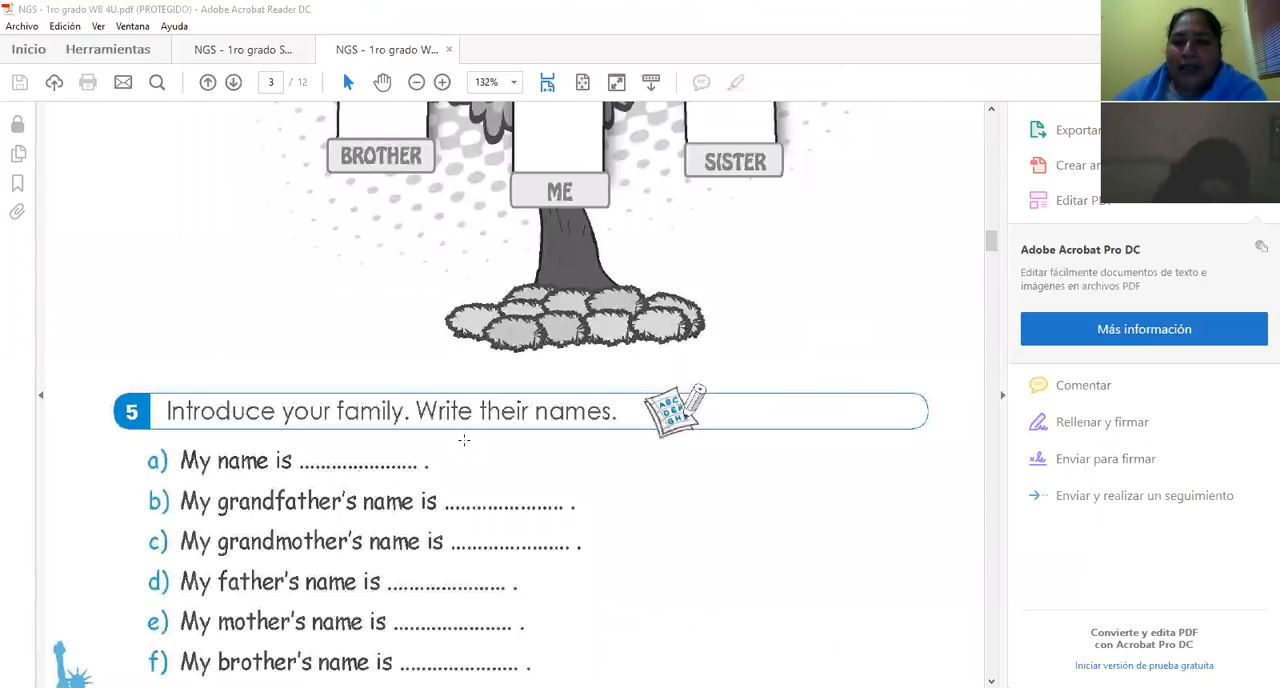 NGS - 1ro grado WB 4U.pdf (PROTEGIDO) - Adobe Acrobat Reader DC
Archivo Edición Ver Ventana Ayuda
Inicio Herramientas NGS - 1ro grado S... NGS - 1ro grado W... ×
3 / 12 132%
BROTHER
SISTER
ME
5 Introduce your family. Write their names.
ABC
DEF
GH
a) My name is ...................... .
b) My grandfather's name is ...................... .
c) My grandmother's name is ...................... .
d) My father's name is ...................... .
e) My mother's name is ...................... .
f) My brother's name is ...................... .
Exportar
Crear ar
Editar PD
Adobe Acrobat Pro DC
Editar fácilmente documentos de texto e
imágenes en archivos PDF
Más información
Comentar
Rellenar y firmar
Enviar para firmar
Enviar y realizar un seguimiento
Convierte y edita PDF
con Acrobat Pro DC
Iniciar versión de prueba gratuita